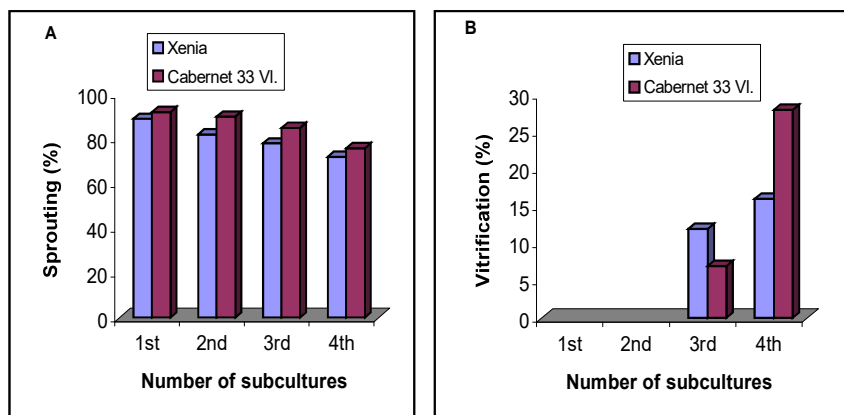 A
Xenia
Cabernet 33 Vl.
100
80
60
40
20
0
Sprouting (%)
1st 2nd 3rd 4th
Number of subcultures
B
Xenia
Cabernet 33 Vl.
30
25
20
15
10
5
0
Vitrification (%)
1st 2nd 3rd 4th
Number of subcultures